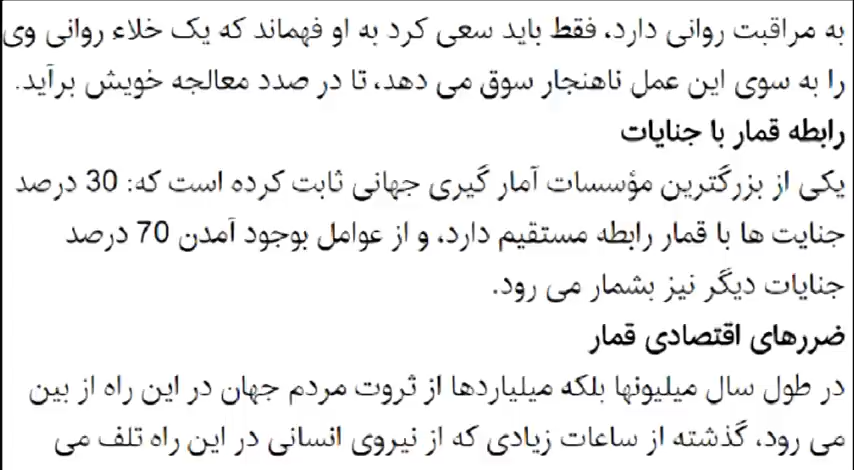 به مراقبت روانی دارد، فقط باید سعی کرد به او فهماند که یک خلاء روانی وی
را به سوی این عمل ناهنجار سوق می دهد، تا در صدد معالجه خویش برآید.
رابطه قمار با جنایات
یکی از بزرگترین مؤسسات آمار گیری جهانی ثابت کرده است که: 30 درصد
جنایت ها با قمار رابطه مستقیم دارد، و از عوامل بوجود آمدن 70 درصد
جنایات دیگر نیز بشمار می رود.
ضررهای اقتصادی قمار
در طول سال میلیونها بلکه میلیاردها از ثروت مردم جهان در این راه از بین
می رود، گذشته از ساعات زیادی که از نیروی انسانی در این راه تلف می